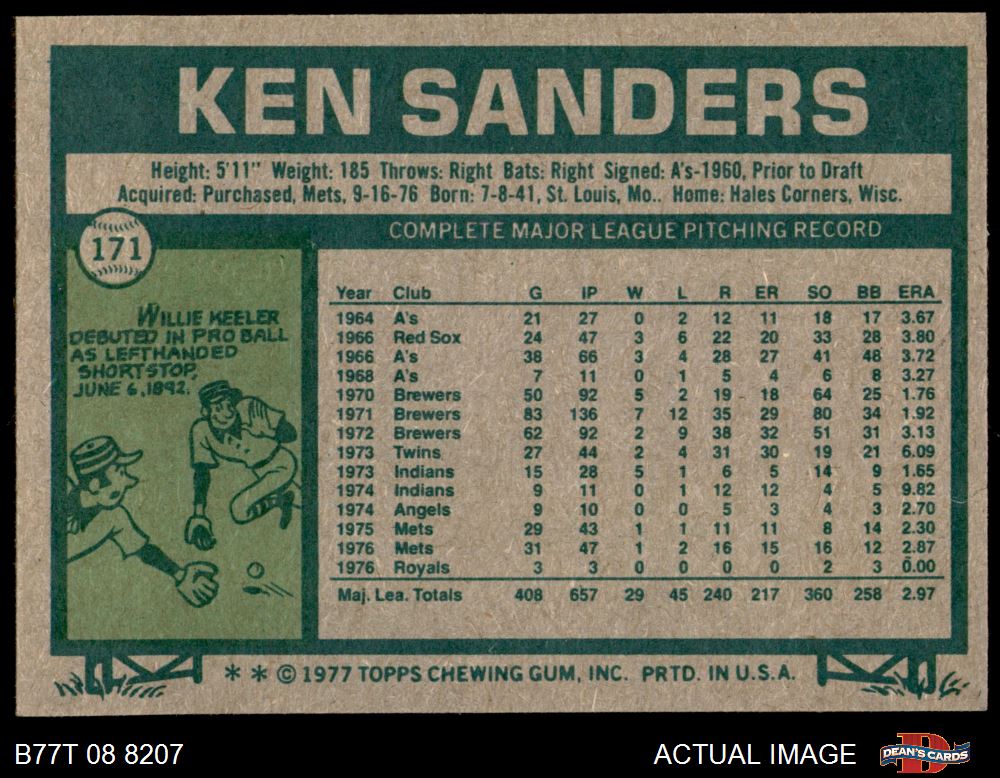 KEN SANDERS
Height: 5'11" Weight: 185 Throws: Right Bats: Right Signed: A's-1960, Prior to Draft
Acquired: Purchased, Mets, 9-16-76 Born: 7-8-41, St. Louis, Mo.. Home: Hales Corners, Wisc.
171
COMPLETE MAJOR LEAGUE PITCHING RECORD
WILLIE KEELER
DEBUTED IN PRO BALL
AS LEFTHANDED
SHORTSTOP,
JUNE 6, 1892.
Year Club G IP W L R ER SO BB ERA
1964 A's 21 27 0 2 12 11 18 17 3.67
1966 Red Sox 24 47 3 6 22 20 33 28 3.80
1966 A's 38 66 3 4 28 27 41 48 3.72
1968 A's 7 11 0 1 5 4 6 8 3.27
1970 Brewers 50 92 5 2 19 18 64 25 1.76
1971 Brewers 83 136 7 12 35 29 80 34 1.92
1972 Brewers 62 92 2 9 38 32 51 31 3.13
1973 Twins 27 44 2 4 31 30 19 21 6.09
1973 Indians 15 28 5 1 6 5 14 9 1.65
1974 Indians 9 11 0 1 12 12 4 5 9.82
1974 Angels 9 10 0 0 5 3 4 3 2.70
1975 Mets 29 43 1 1 11 11 8 14 2.30
1976 Mets 31 47 1 2 16 15 16 12 2.87
1976 Royals 3 3 0 0 0 0 2 3 0.00
Maj. Lea. Totals 408 657 29 45 240 217 360 258 2.97
** © 1977 TOPPS CHEWING GUM, INC. PRTD. IN U.S.A.
B77T 08 8207
ACTUAL IMAGE
DEAN'S CARDS